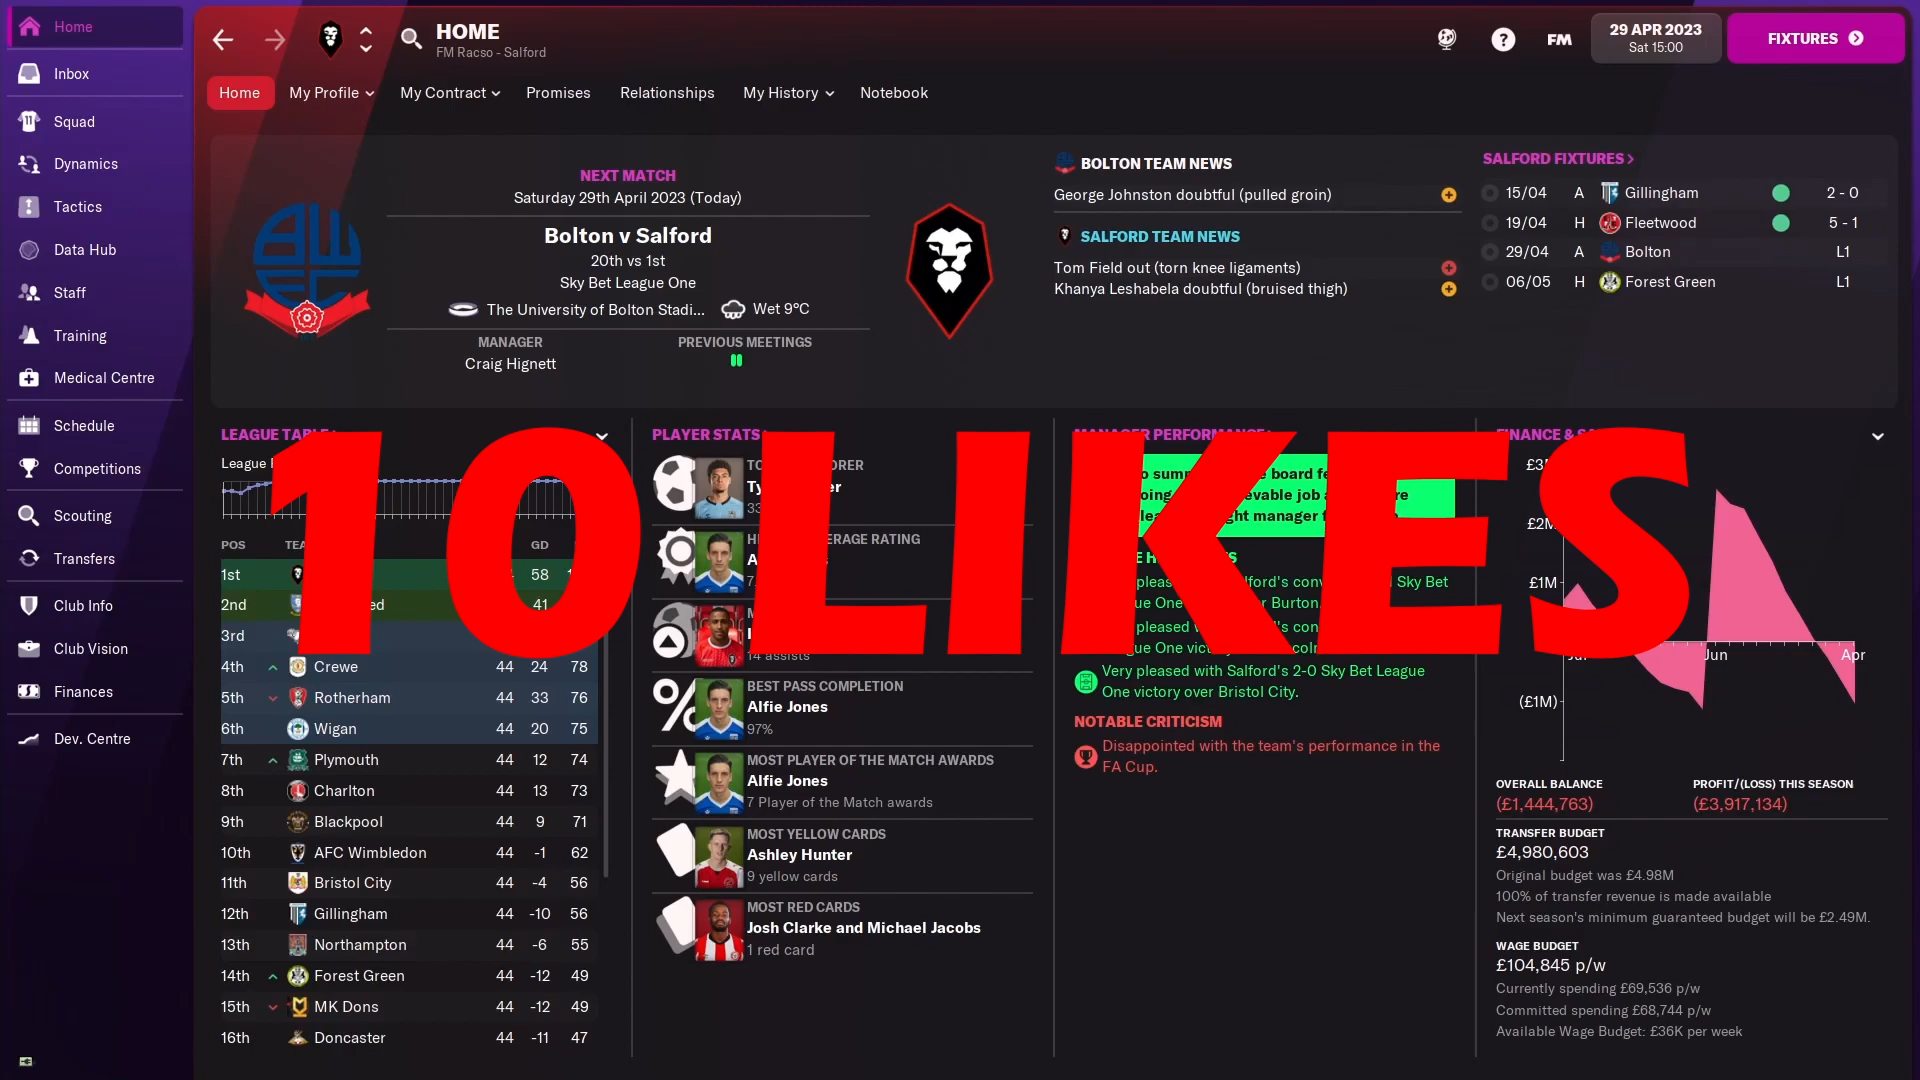 Home
Inbox
Squad
Dynamics
Tactics
Data Hub
Staff
Training
Medical Centre
Schedule
Competitions
Scouting
Transfers
Club Info
Club Vision
Finances
Dev. Centre
HOME
FM Racso - Salford
?
FM
29 APR 2023
Sat 15:00
FIXTURES
Home
My Profile
My Contract
Promises
Relationships
My History
Notebook
NEXT MATCH
Saturday 29th April 2023 (Today)
Bolton v Salford
20th vs 1st
Sky Bet League One
The University of Bolton Stadi...
Wet 9°C
MANAGER
Craig Hignett
PREVIOUS MEETINGS
BOLTON TEAM NEWS
George Johnston doubtful (pulled groin)
SALFORD TEAM NEWS
Tom Field out (torn knee ligaments)
Khanya Leshabela doubtful (bruised thigh)
SALFORD FIXTURES >
15/04 A Gillingham 2 - 0
19/04 H Fleetwood 5 - 1
29/04 A Bolton L1
06/05 H Forest Green L1
10 LIKES
LEAGUE TABLE
League
POS GD
1st 58
2nd 41
3rd
4th Crewe 44 24 78
5th Rotherham 44 33 76
6th Wigan 44 20 75
7th Plymouth 44 12 74
8th Charlton 44 13 73
9th Blackpool 44 9 71
10th AFC Wimbledon 44 -1 62
11th Bristol City 44 -4 56
12th Gillingham 44 -10 56
13th Northampton 44 -6 55
14th Forest Green 44 -12 49
15th MK Dons 44 -12 49
16th Doncaster 44 -11 47
PLAYER STATS
14 assists
BEST PASS COMPLETION
Alfie Jones
97%
MOST PLAYER OF THE MATCH AWARDS
Alfie Jones
7 Player of the Match awards
MOST YELLOW CARDS
Ashley Hunter
9 yellow cards
MOST RED CARDS
Josh Clarke and Michael Jacobs
1 red card
MANAGER PERFORMANCE
board
manager
Sky Bet
Burton.
Very pleased with Salford's 2-0 Sky Bet League
One victory over Bristol City.
NOTABLE CRITICISM
Disappointed with the team's performance in the
FA Cup.
FINANCE &
£2M
£1M
(£1M)
Jun
Apr
OVERALL BALANCE
(£1,444,763)
PROFIT/(LOSS) THIS SEASON
(£3,917,134)
TRANSFER BUDGET
£4,980,603
Original budget was £4.98M
100% of transfer revenue is made available
Next season's minimum guaranteed budget will be £2.49M.
WAGE BUDGET
£104,845 p/w
Currently spending £69,536 p/w
Committed spending £68,744 p/w
Available Wage Budget: £36K per week